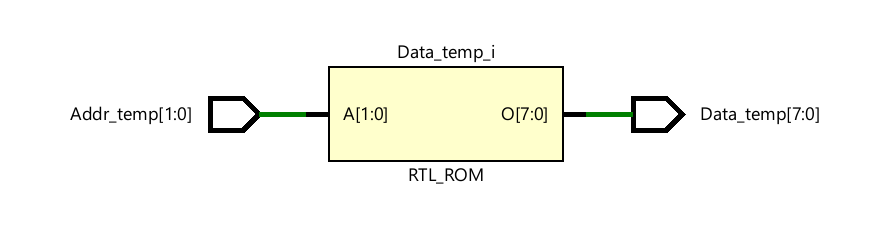 Data_temp_i
Addr_temp[1:0]
A[1:0]
O[7:0]
Data_temp[7:0]
RTL_ROM